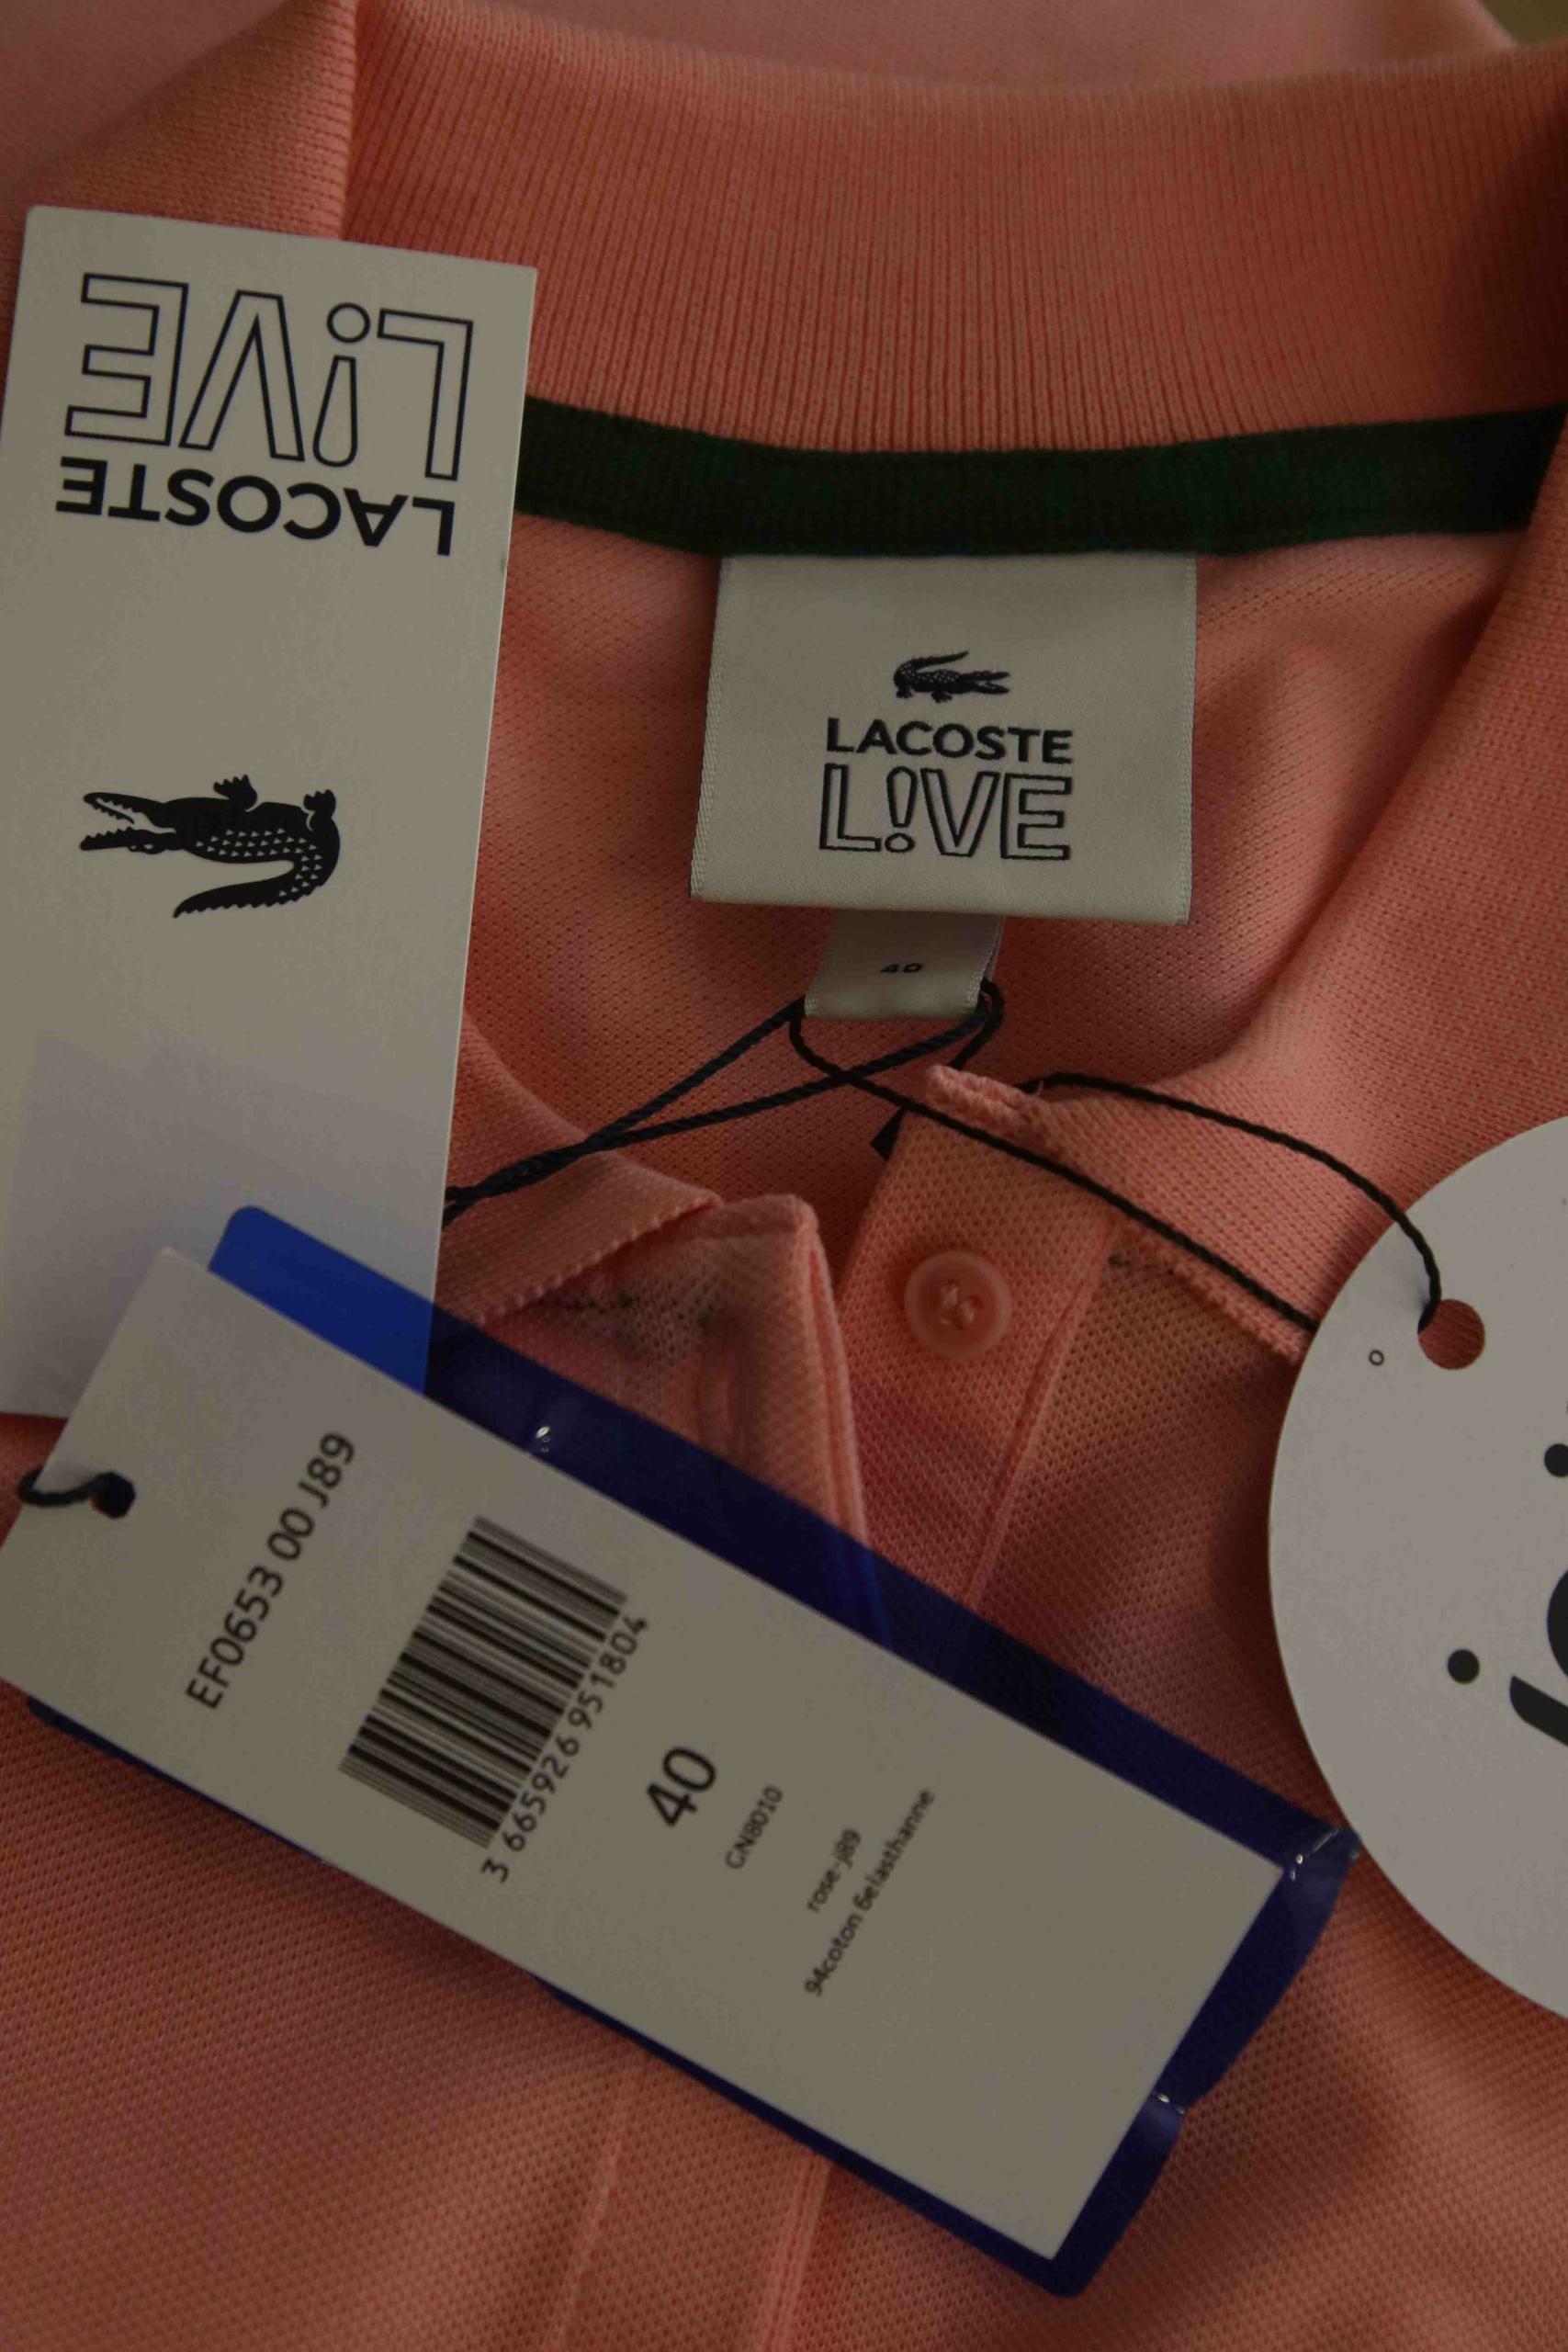 LACOSTE
L!VE
LACOSTE
L!VE
40
EF0653 00 J89
3 665926 951804
40
CN8010
rose-j89
94coton 6elasthanne